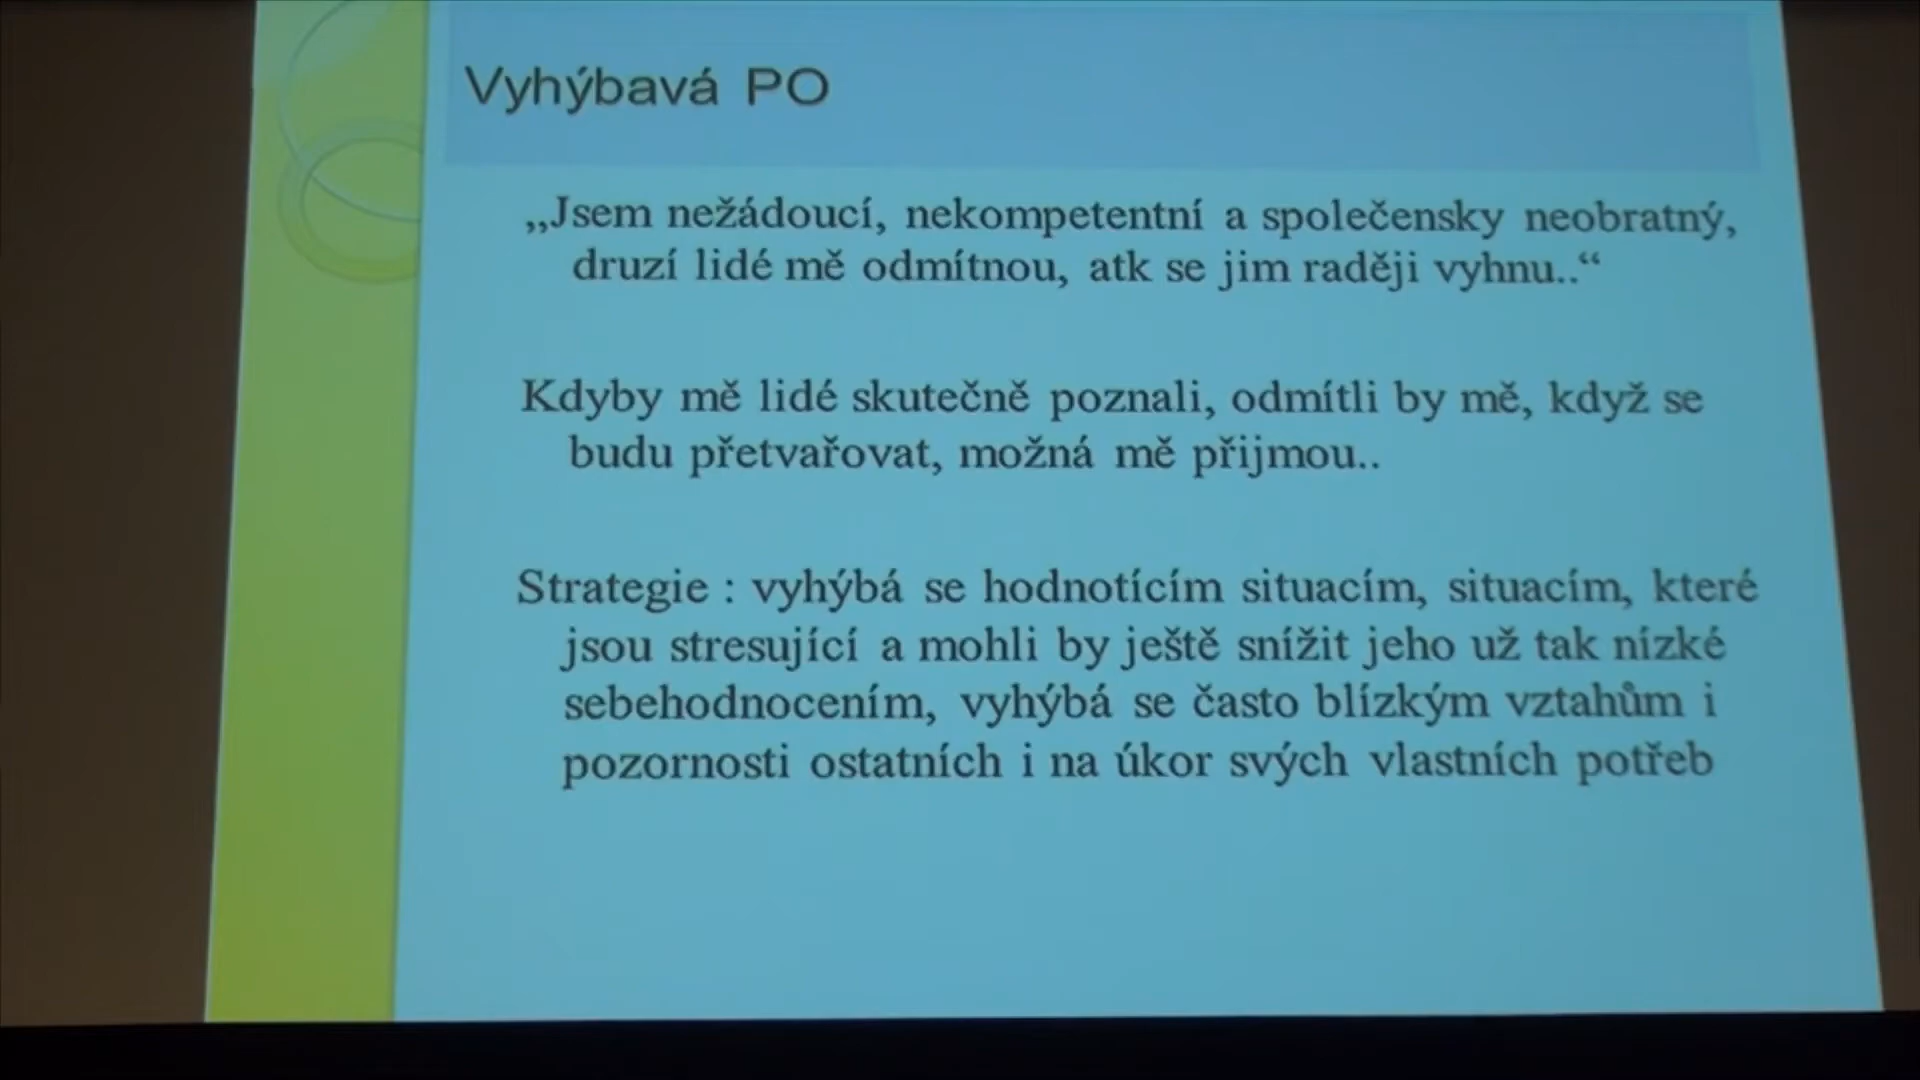 Vyhýbavá PO
„Jsem nežádoucí, nekompetentní a společensky neobratný,
druzí lidé mě odmítnou, atk se jim raději vyhnu..“
Kdyby mě lidé skutečně poznali, odmítli by mě, když se
budu přetvařovat, možná mě přijmou..
Strategie : vyhýbá se hodnotícím situacím, situacím, které
jsou stresující a mohli by ještě snížit jeho už tak nízké
sebehodnocením, vyhýbá se často blízkým vztahům i
pozornosti ostatních i na úkor svých vlastních potřeb